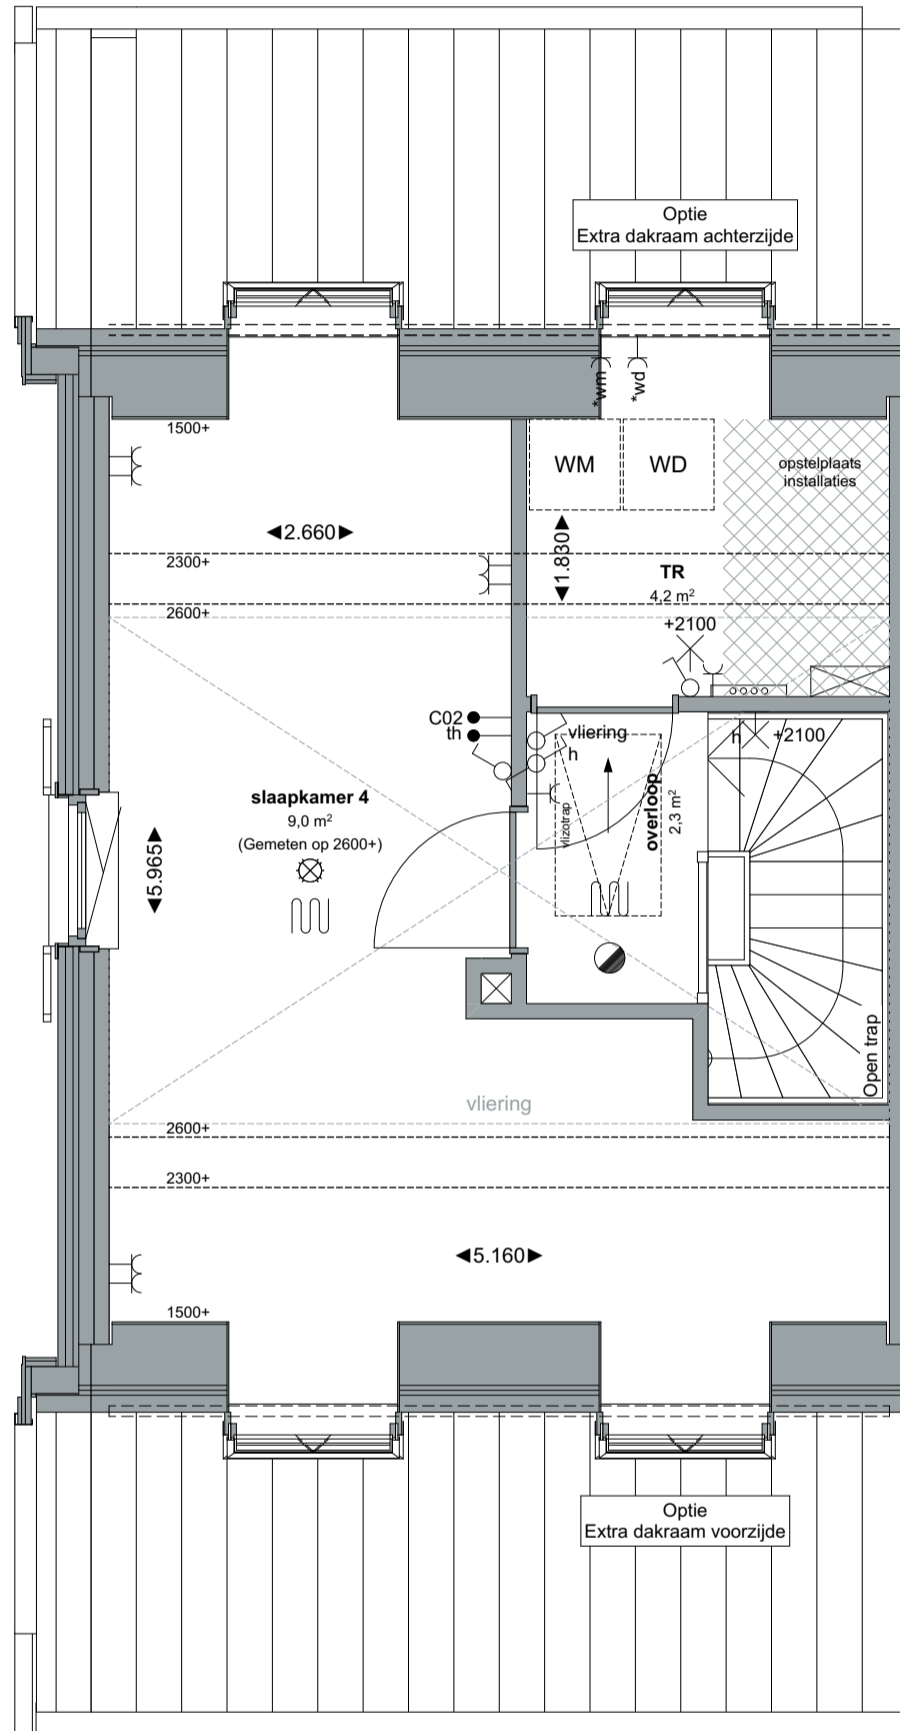 Optie
Extra dakraam achterzijde
*wm
*wd
1500+
WM
WD
opstelplaats
installaties
2.660
1.830
2300+
TR
4,2 m²
2600+
+2100
C02
th
vliering
h
h
+2100
vlizotrap
overloop
2,3 m²
slaapkamer 4
9,0 m²
(Gemeten op 2600+)
5.965
Open trap
vliering
2600+
2300+
5.160
1500+
Optie
Extra dakraam voorzijde